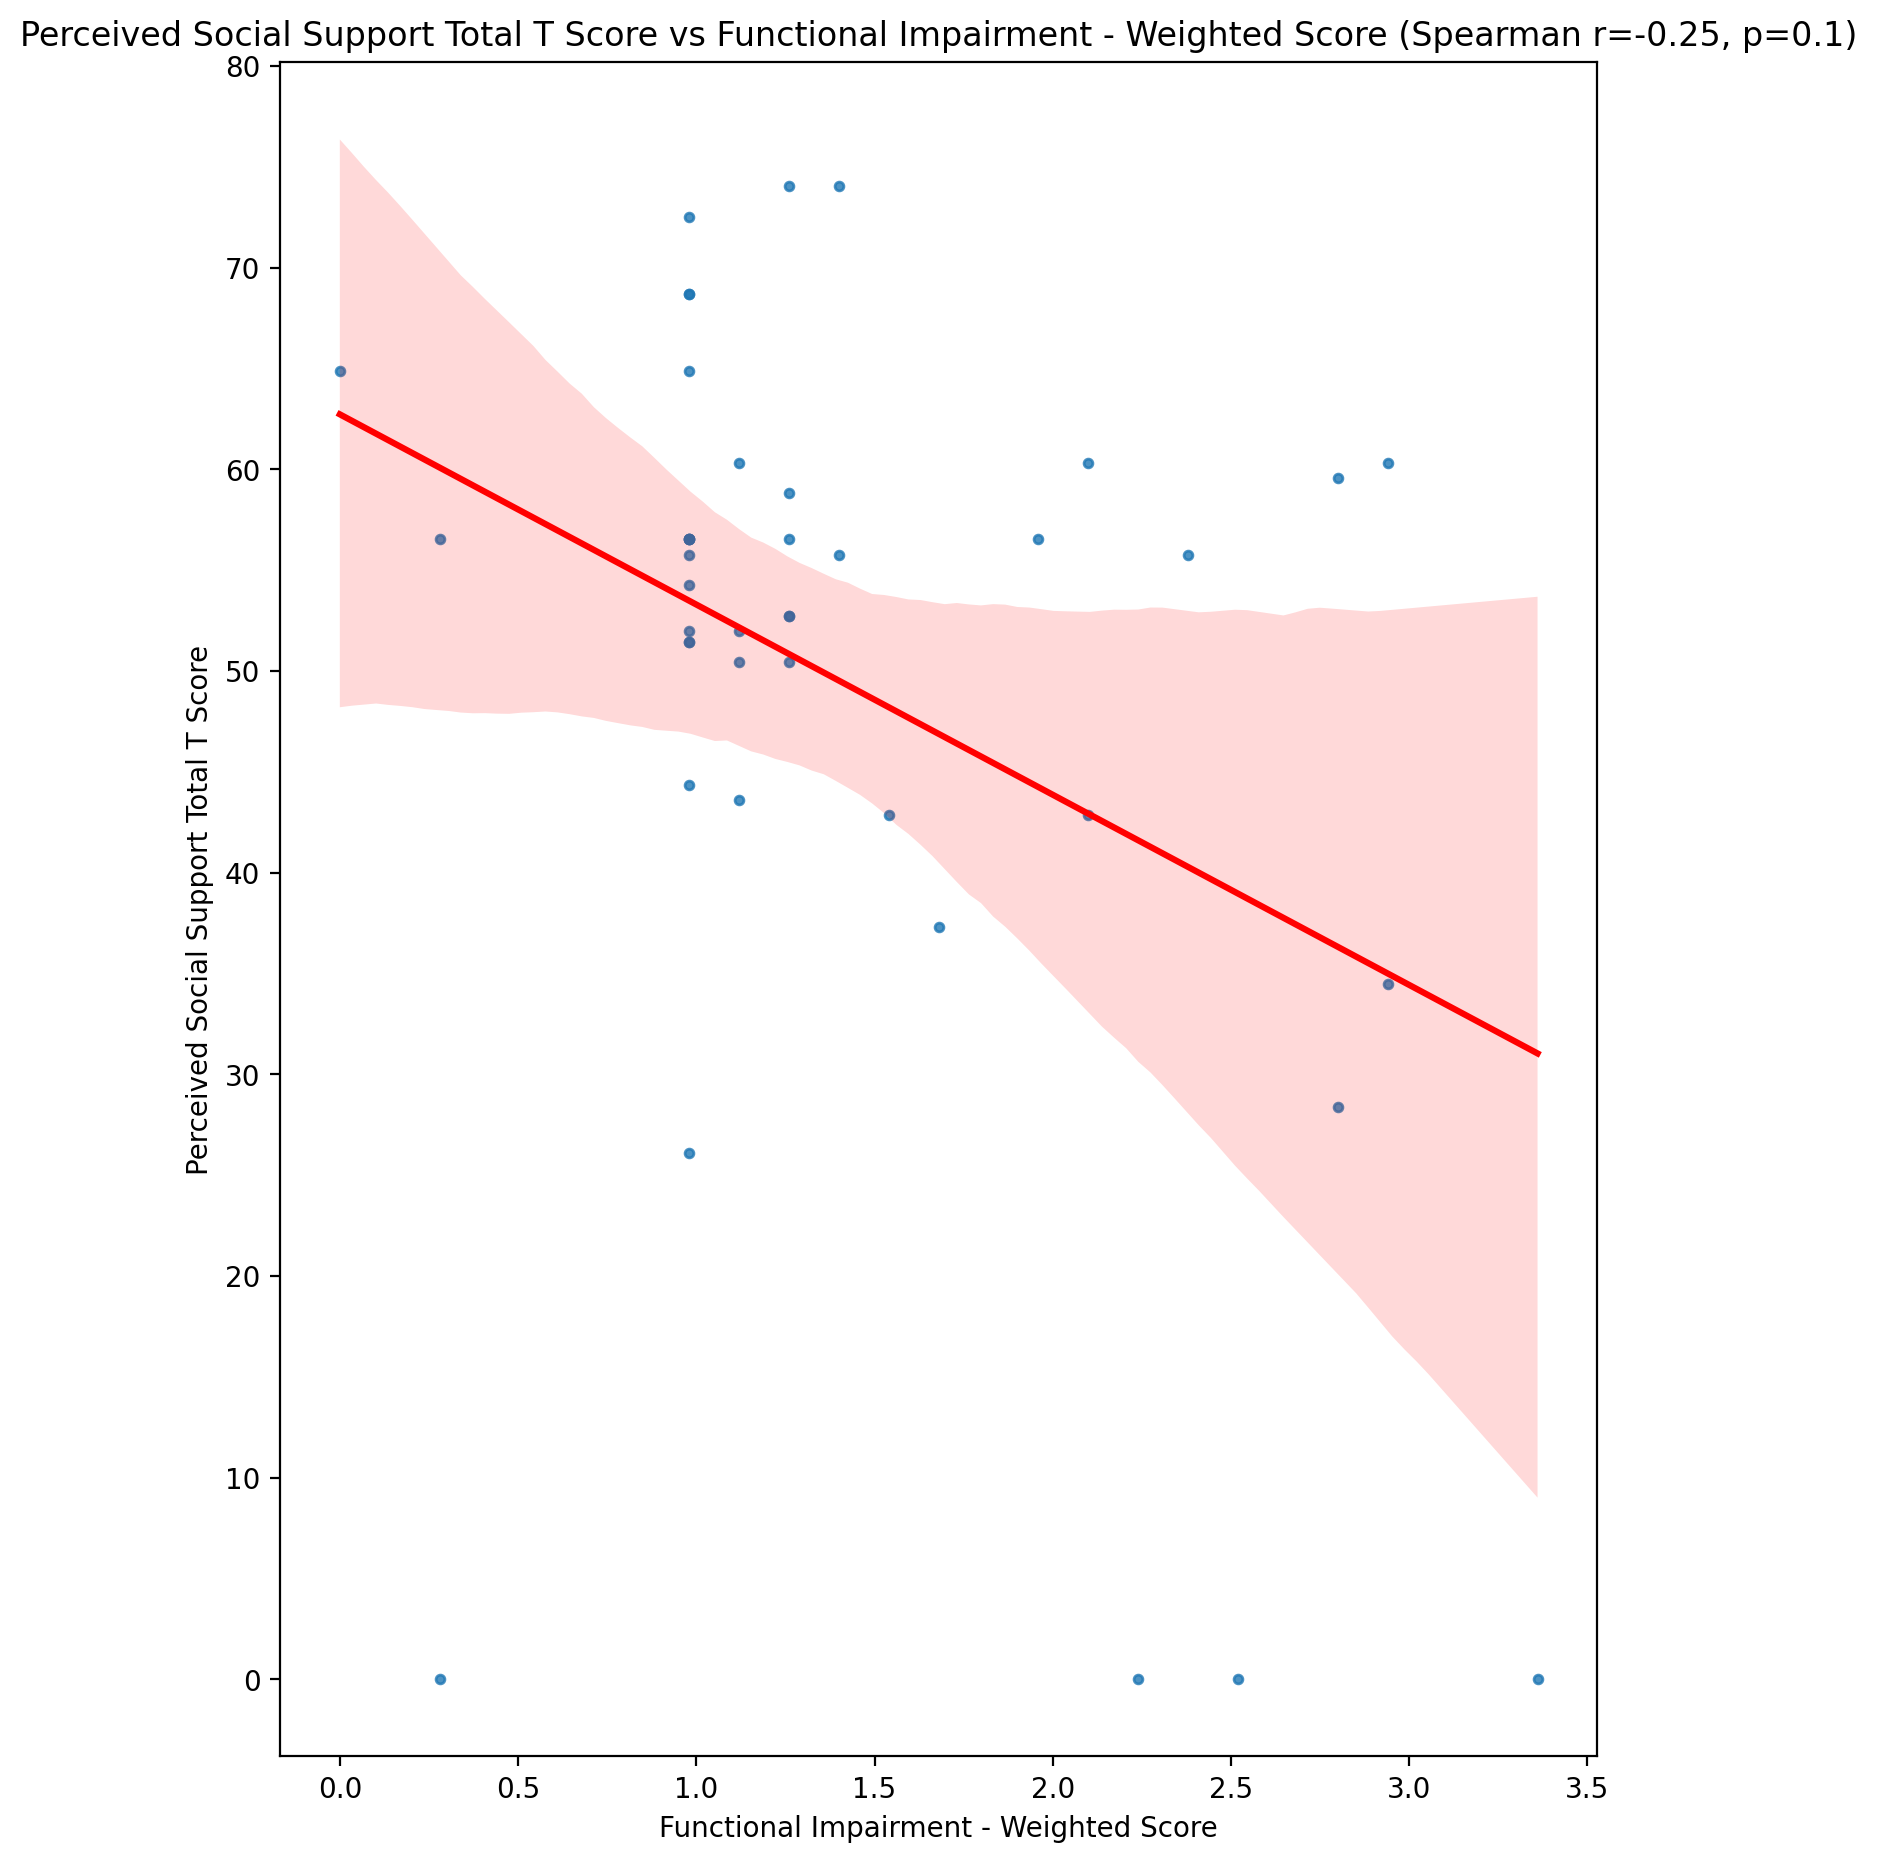 Perceived Social Support Total T Score vs Functional Impairment - Weighted Score (Spearman r=-0.25, p=0.1)
80
70
60
50
40
30
20
10
0
Perceived Social Support Total T Score
0.0 0.5 1.0 1.5 2.0 2.5 3.0 3.5
Functional Impairment - Weighted Score